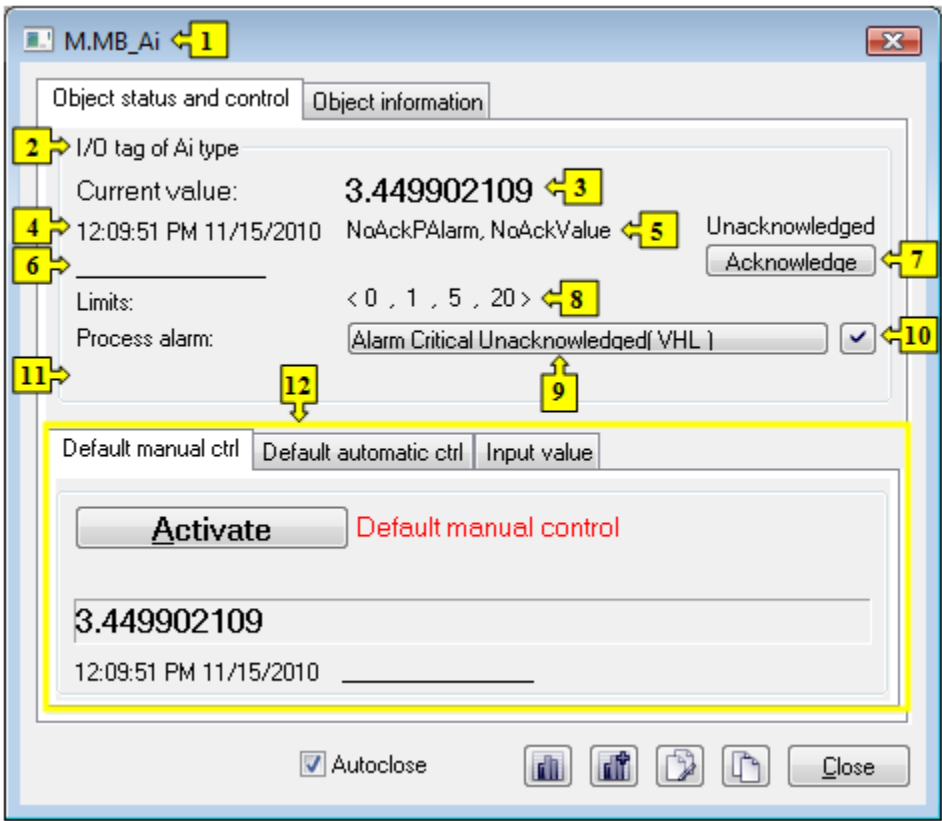 M.MB_Ai 1
Object status and control Object information
2 I/O tag of Ai type
Current value: 3.449902109 3
4 12:09:51 PM 11/15/2010 NoAckPAlarm, NoAckValue 5 Unacknowledged
6 Acknowledge 7
Limits: < 0 , 1 , 5 , 20 > 8
Process alarm: Alarm Critical Unacknowledged( VHL ) 10
11 12 9
Default manual ctrl Default automatic ctrl Input value
Activate Default manual control
3.449902109
12:09:51 PM 11/15/2010
Autoclose Close